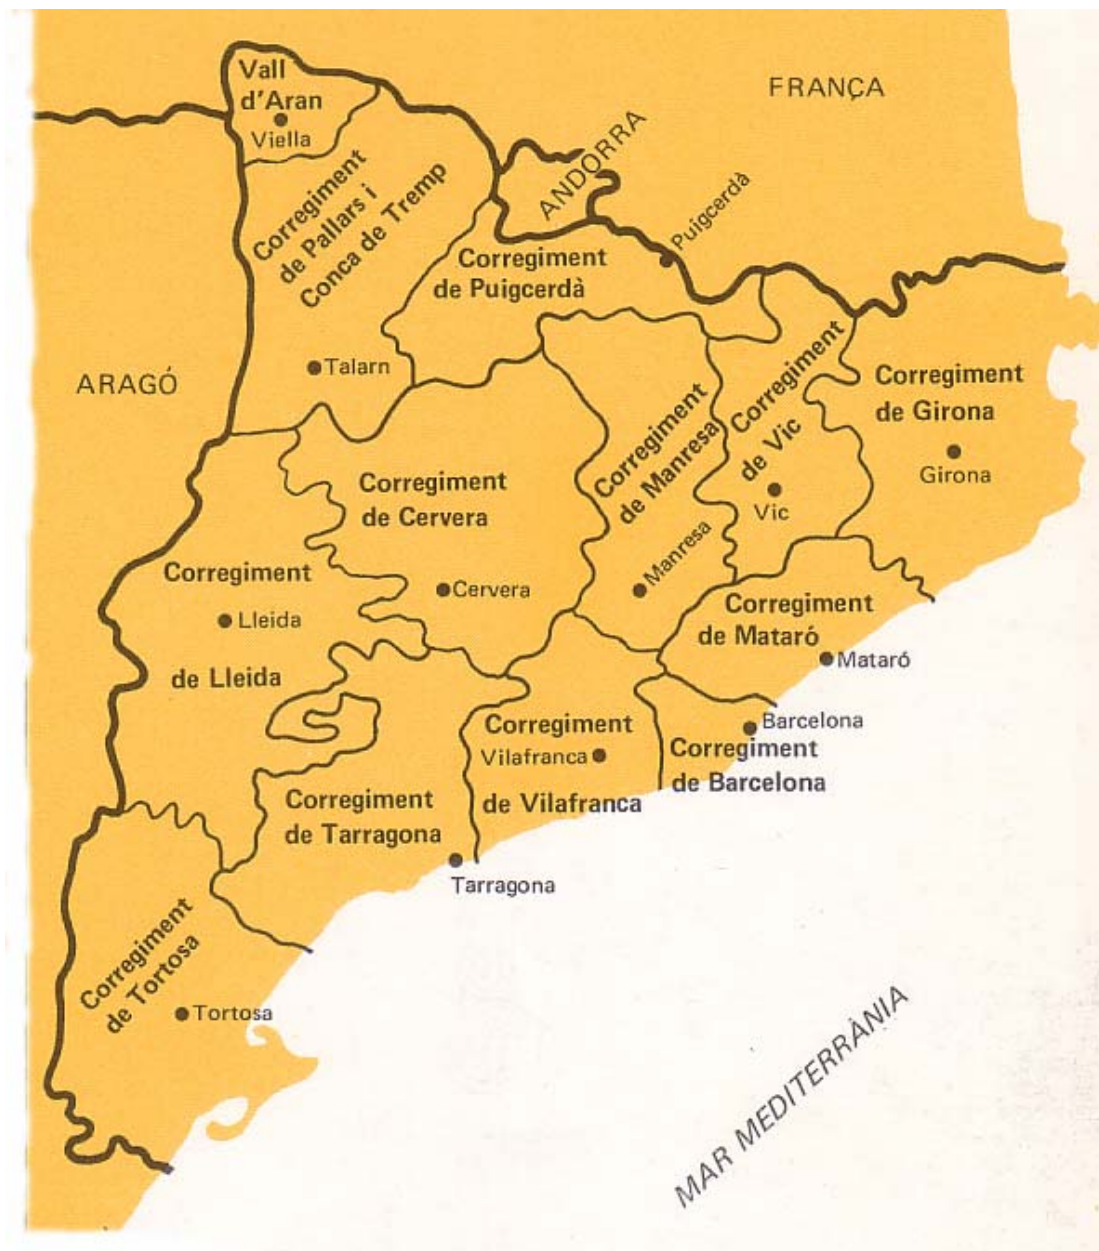 Vall
d'Aran
Viella
FRANÇA
ANDORRA
Corregiment
de Pallars i
Conca de Tremp
Puigcerdà
Corregiment
de Puigcerdà
Talarn
ARAGÓ
Corregiment
de Girona
Girona
Corregiment
de Vic
Vic
Corregiment
de Manresa
Manresa
Corregiment
de Cervera
Cervera
Corregiment
Lleida
de Lleida
Corregiment
de Mataró
Mataró
Barcelona
Corregiment
de Barcelona
Corregiment
Vilafranca
de Vilafranca
Corregiment
de Tarragona
Tarragona
Corregiment
de Tortosa
Tortosa
MAR MEDITERRÀNIA